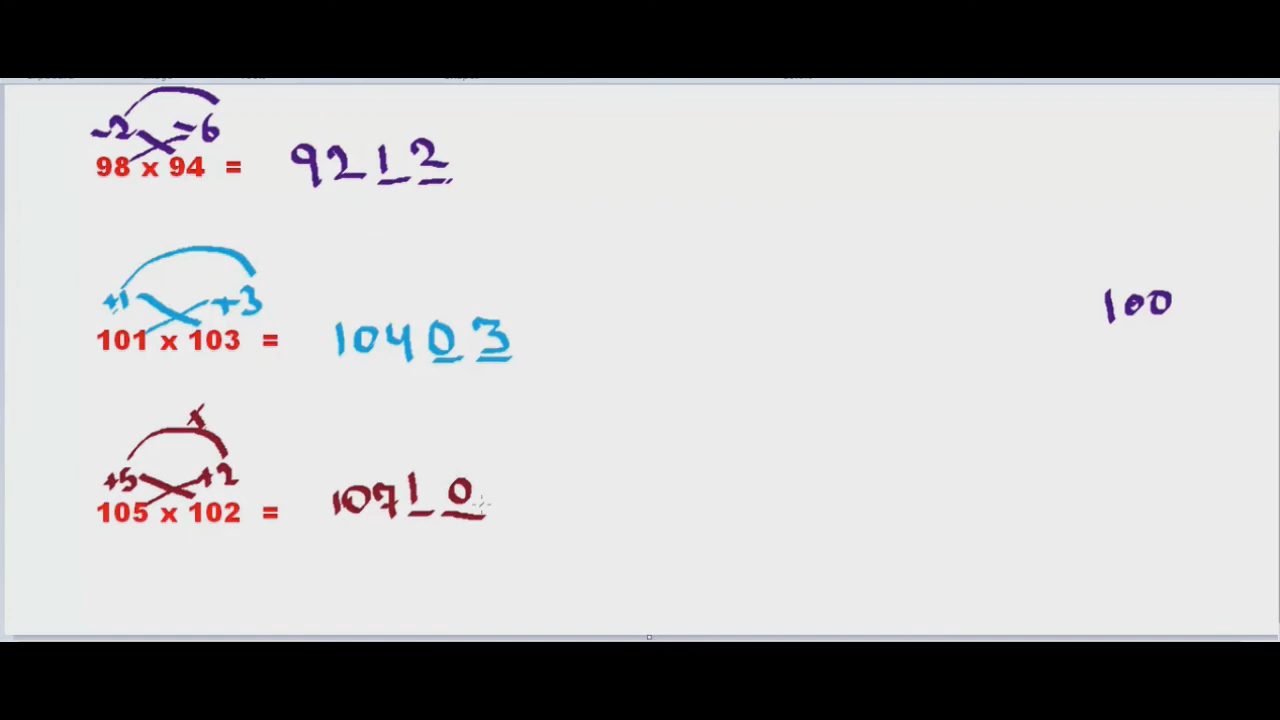 -2 -6
98 x 94 = 9212
+1 +3
101 x 103 = 10403
100
x
+5 +2
105 x 102 = 10710